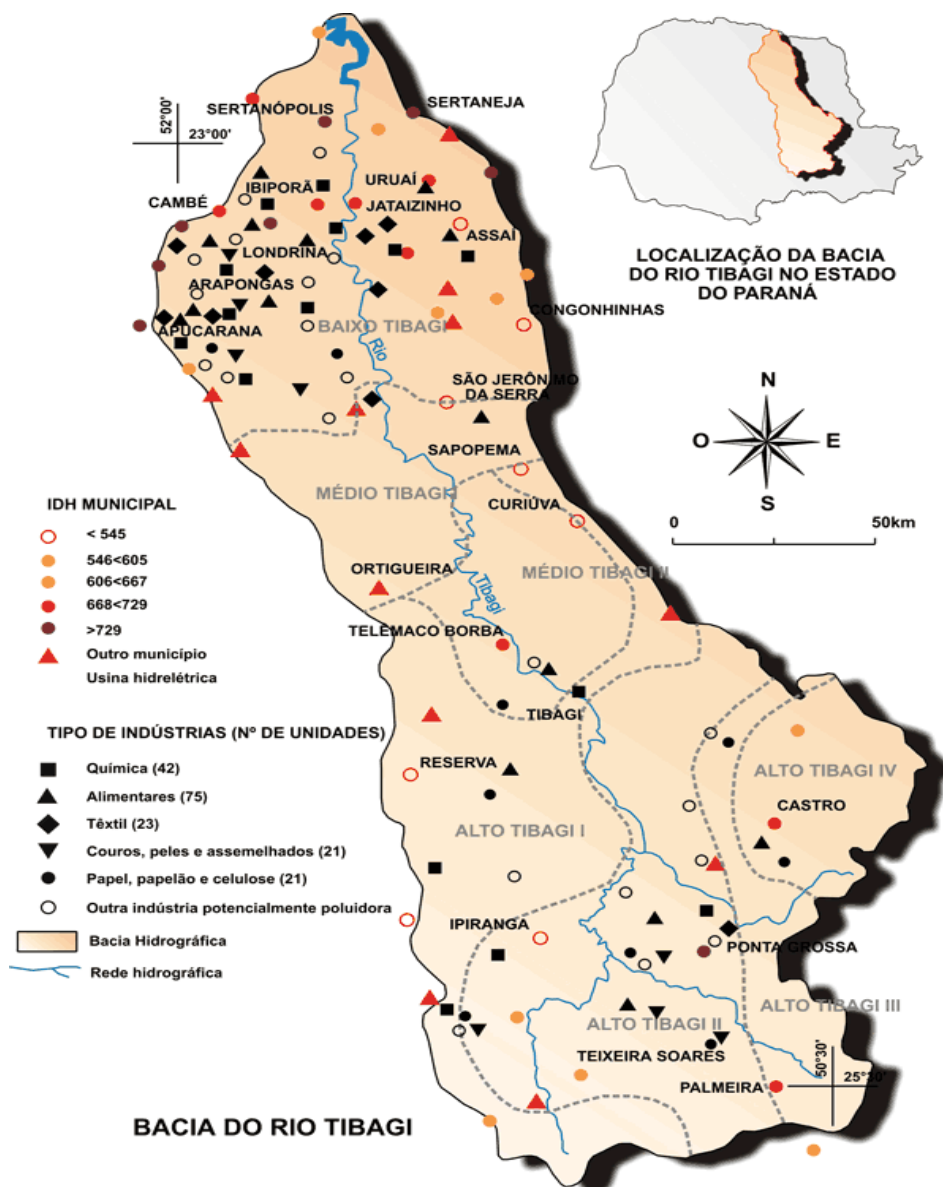 SERTANÓPOLIS
SERTANEJA
52°00'
23°00'
IBIPORÃ
URUAÍ
CAMBÉ
JATAIZINHO
LONDRINA
ASSAÍ
ARAPONGAS
CONGONHINHAS
APUCARANA
BAIXO TIBAGI
Rio
SÃO JERÔNIMO
DA SERRA
SAPOPEMA
MÉDIO TIBAGI I
CURIÚVA
ORTIGUEIRA
MÉDIO TIBAGI II
Tibagi
TELÊMACO BORBA
TIBAGI
RESERVA
ALTO TIBAGI IV
CASTRO
ALTO TIBAGI I
IPIRANGA
PONTA GROSSA
ALTO TIBAGI III
ALTO TIBAGI II
TEIXEIRA SOARES
PALMEIRA
50°30'
25°30'
LOCALIZAÇÃO DA BACIA
DO RIO TIBAGI NO ESTADO
DO PARANÁ
N
O
E
S
0 50km
IDH MUNICIPAL
< 545
546<605
606<667
668<729
>729
Outro município
Usina hidrelétrica
TIPO DE INDÚSTRIAS (Nº DE UNIDADES)
Química (42)
Alimentares (75)
Têxtil (23)
Couros, peles e assemelhados (21)
Papel, papelão e celulose (21)
Outra indústria potencialmente poluidora
Bacia Hidrográfica
Rede hidrográfica
BACIA DO RIO TIBAGI